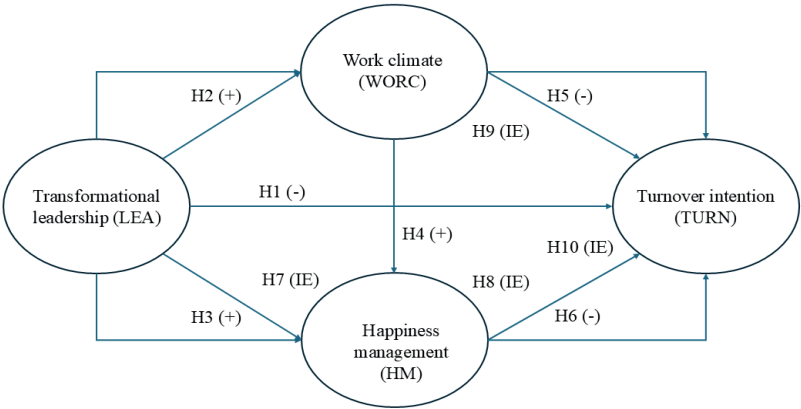 Work climate
(WORC)
H2 (+)
H5 (-)
H9 (IE)
Transformational
leadership (LEA)
H1 (-)
Turnover intention
(TURN)
H4 (+)
H10 (IE)
H7 (IE)
H8 (IE)
H3 (+)
H6 (-)
Happiness
management
(HM)